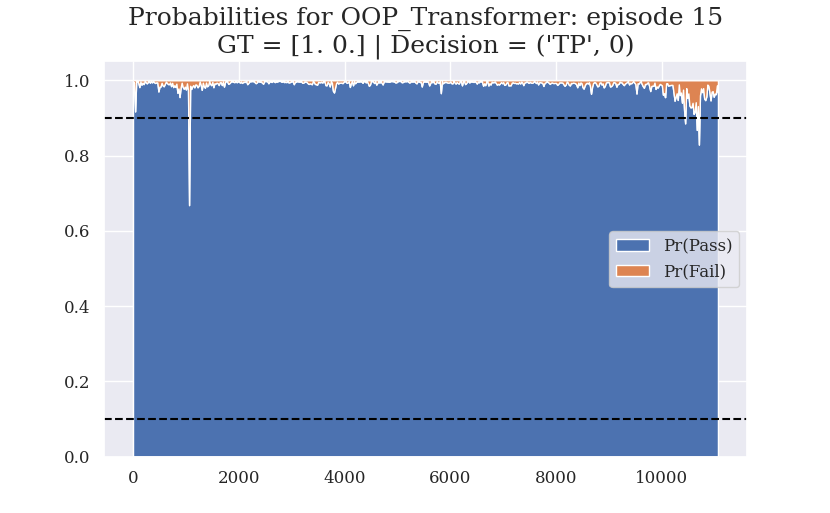 Probabilities for OOP_Transformer: episode 15
GT = [1. 0.] | Decision = ('TP', 0)
1.0
0.8
0.6
0.4
0.2
0.0
Pr(Pass)
Pr(Fail)
0 2000 4000 6000 8000 10000